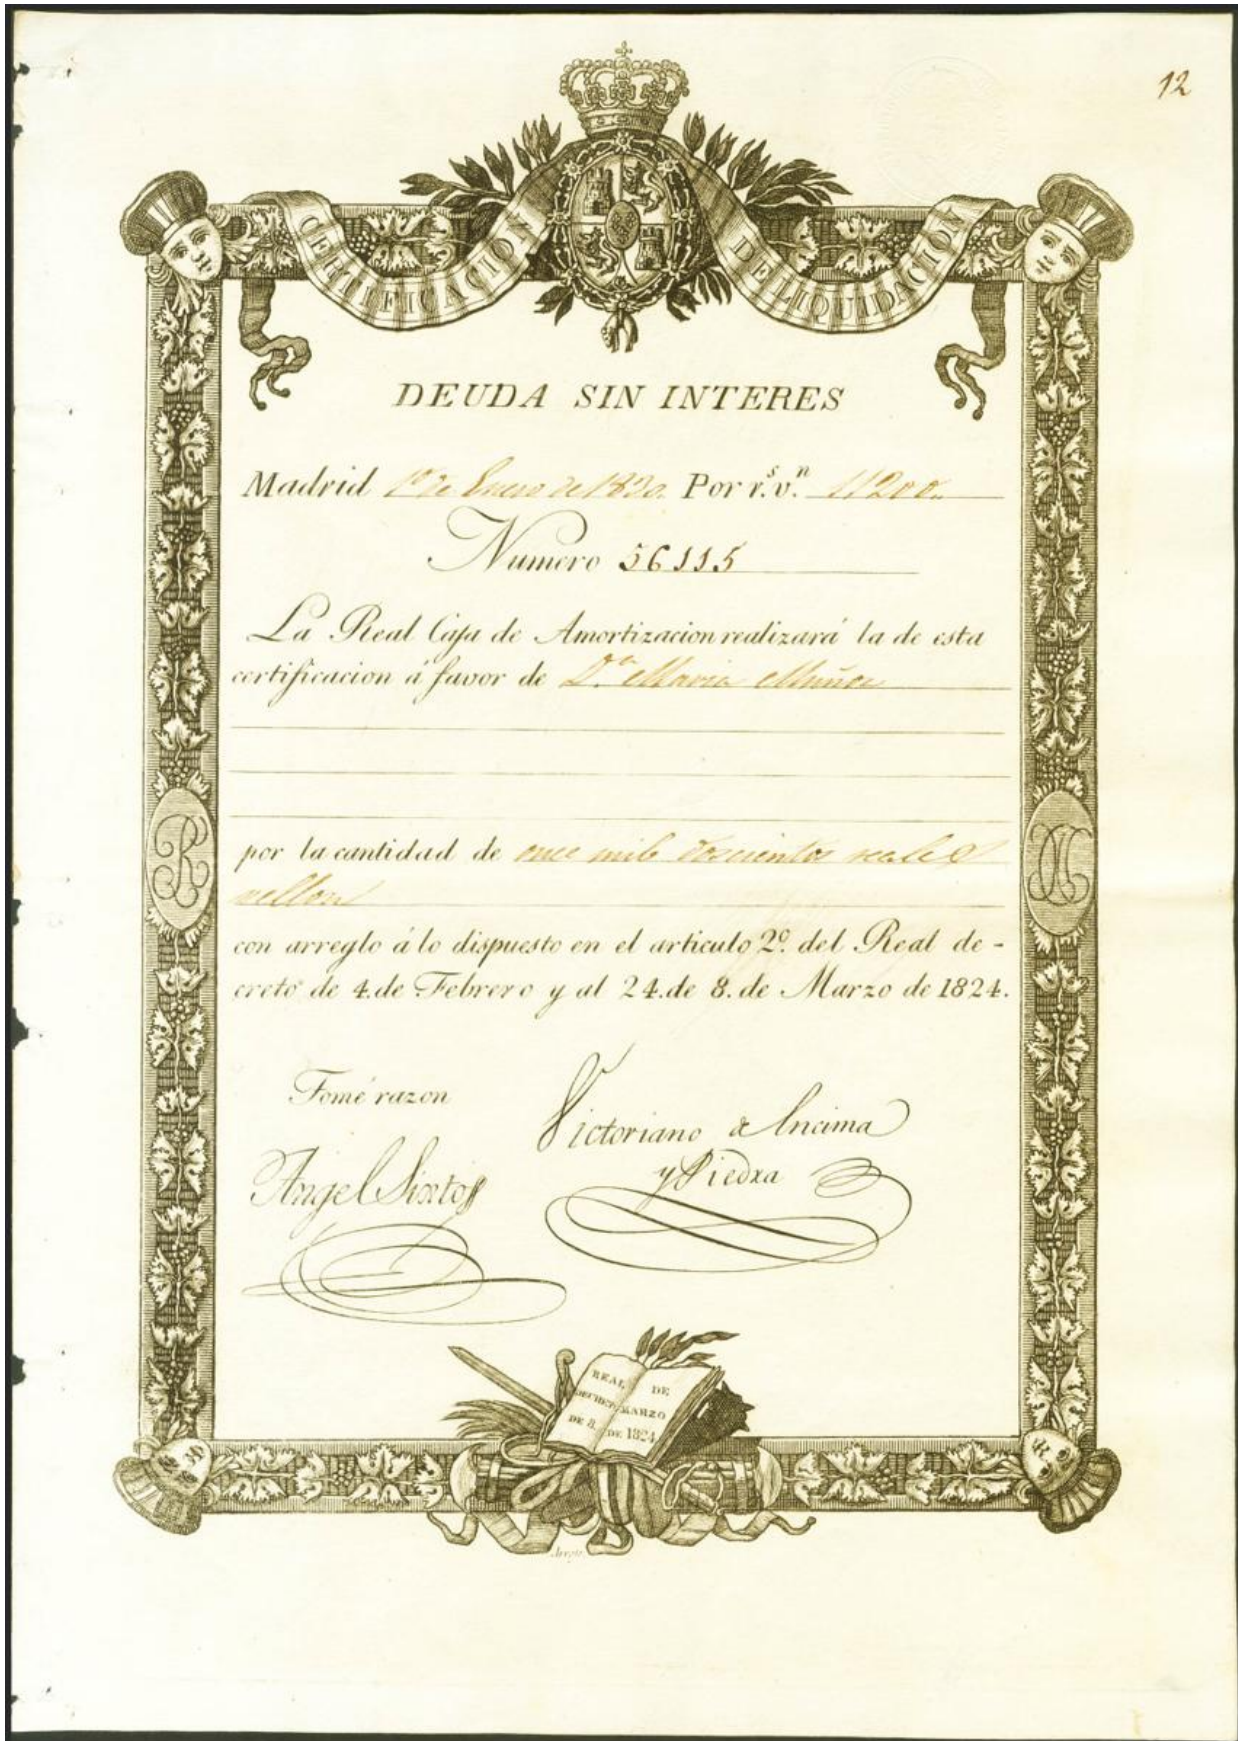 12
CERTIFICACION DE LIQUIDACION
DEUDA SIN INTERES
Madrid 1º de Enero de 1830. Por r.s v.n 11200.
Numero 56115
La Real Caja de Amortizacion realizará la de esta
certificacion á favor de D.ª Maria Muñoz
por la cantidad de once mil doscientos reales
vellon
con arreglo á lo dispuesto en el articulo 2º. del Real de-
creto de 4. de Febrero y al 24. de 8. de Marzo de 1824.
Tomé razon
Victoriano de Encima
y Piedra
Angel Sixto
REAL
DECRETO
DE 8.
DE
MARZO
DE 1824